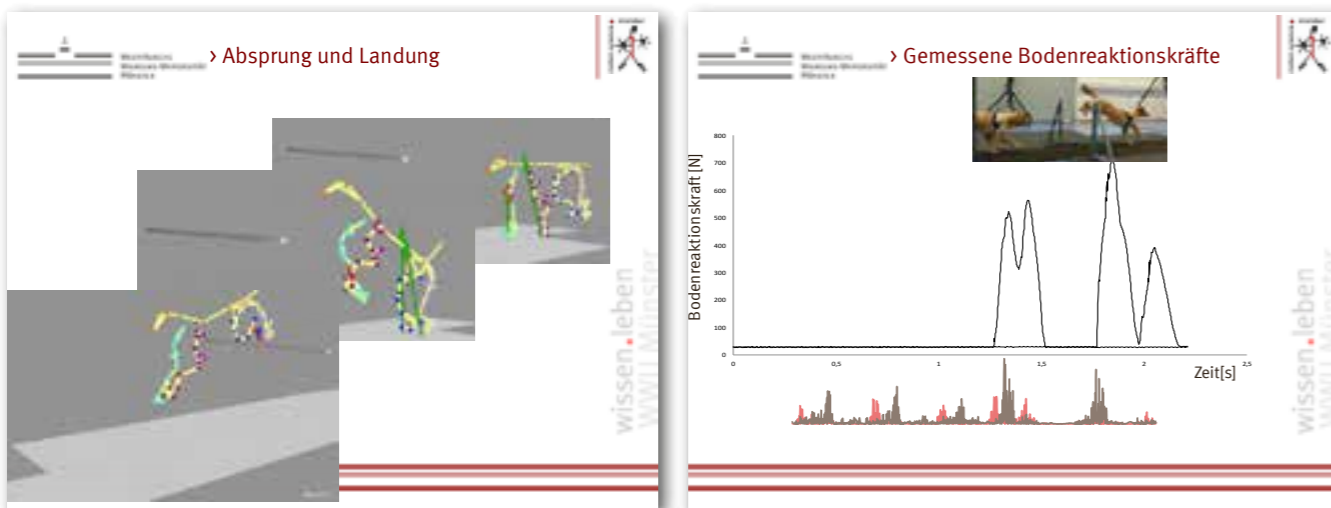 > Absprung und Landung
wissen.leben
WWU Münster
> Gemessene Bodenreaktionskräfte
Bodenreaktionskraft [N]
800
700
600
500
400
300
200
100
0
0
0,5
1
1,5
2
2,5
Zeit[s]
wissen.leben
WWU Münster